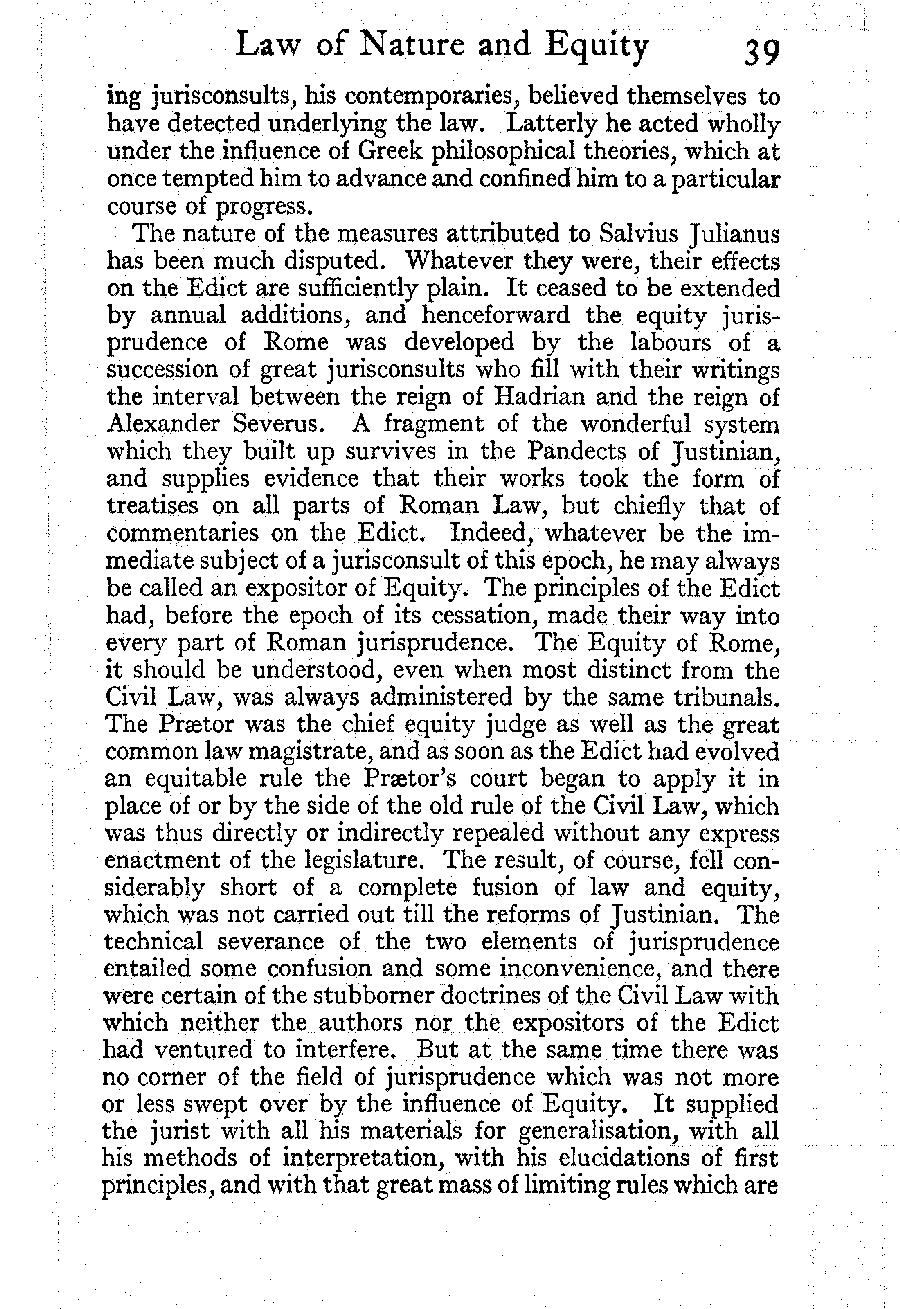 Law of Nature and Equity 39
ing jurisconsults, his contemporaries, believed themselves to
have detected underlying the law. Latterly he acted wholly
under the influence of Greek philosophical theories, which at
once tempted him to advance and confined him to a particular
course of progress.
The nature of the measures attributed to Salvius Julianus
has been much disputed. Whatever they were, their effects
on the Edict are sufficiently plain. It ceased to be extended
by annual additions, and henceforward the equity juris-
prudence of Rome was developed by the labours of a
succession of great jurisconsults who fill with their writings
the interval between the reign of Hadrian and the reign of
Alexander Severus. A fragment of the wonderful system
which they built up survives in the Pandects of Justinian,
and supplies evidence that their works took the form of
treatises on all parts of Roman Law, but chiefly that of
commentaries on the Edict. Indeed, whatever be the im-
mediate subject of a jurisconsult of this epoch, he may always
be called an expositor of Equity. The principles of the Edict
had, before the epoch of its cessation, made their way into
every part of Roman jurisprudence. The Equity of Rome,
it should be understood, even when most distinct from the
Civil Law, was always administered by the same tribunals.
The Prætor was the chief equity judge as well as the great
common law magistrate, and as soon as the Edict had evolved
an equitable rule the Prætor's court began to apply it in
place of or by the side of the old rule of the Civil Law, which
was thus directly or indirectly repealed without any express
enactment of the legislature. The result, of course, fell con-
siderably short of a complete fusion of law and equity,
which was not carried out till the reforms of Justinian. The
technical severance of the two elements of jurisprudence
entailed some confusion and some inconvenience, and there
were certain of the stubborner doctrines of the Civil Law with
which neither the authors nor the expositors of the Edict
had ventured to interfere. But at the same time there was
no corner of the field of jurisprudence which was not more
or less swept over by the influence of Equity. It supplied
the jurist with all his materials for generalisation, with all
his methods of interpretation, with his elucidations of first
principles, and with that great mass of limiting rules which are